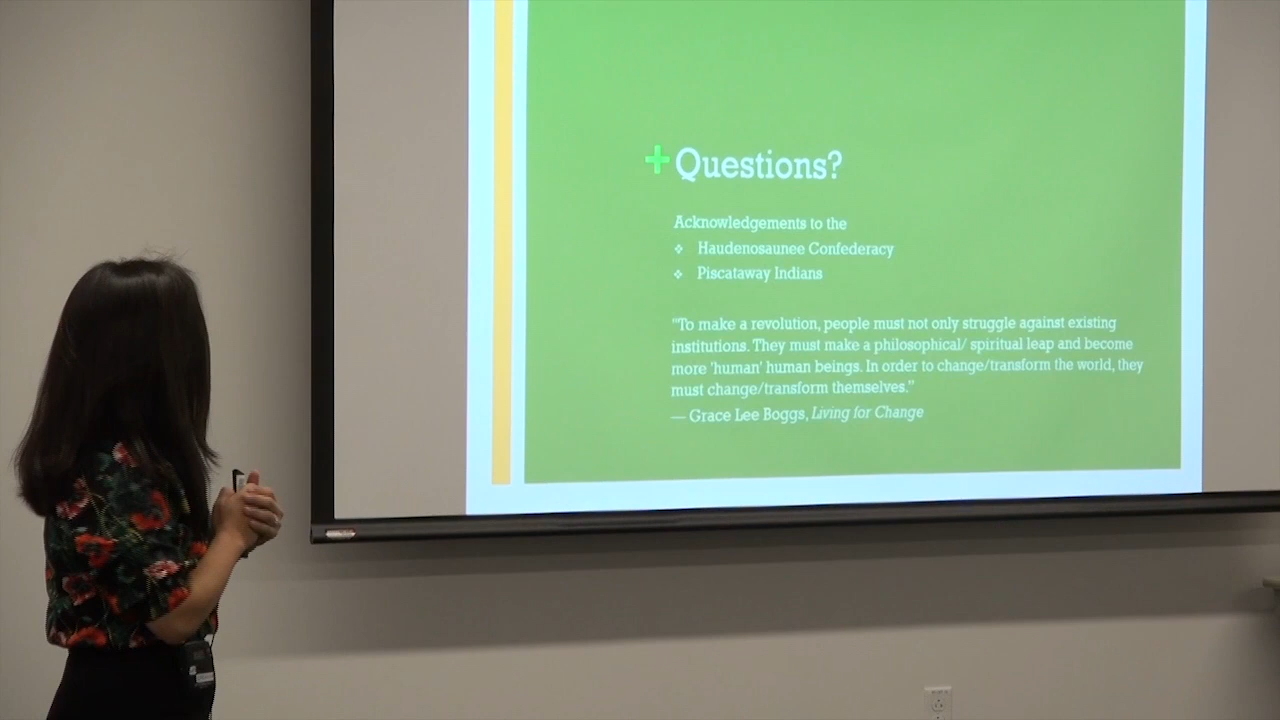 Questions?
Acknowledgements to the
❖ Haudenosaunee Confederacy
❖ Piscataway Indians
"To make a revolution, people must not only struggle against existing
institutions. They must make a philosophical/ spiritual leap and become
more 'human' human beings. In order to change/transform the world, they
must change/transform themselves."
— Grace Lee Boggs, Living for Change